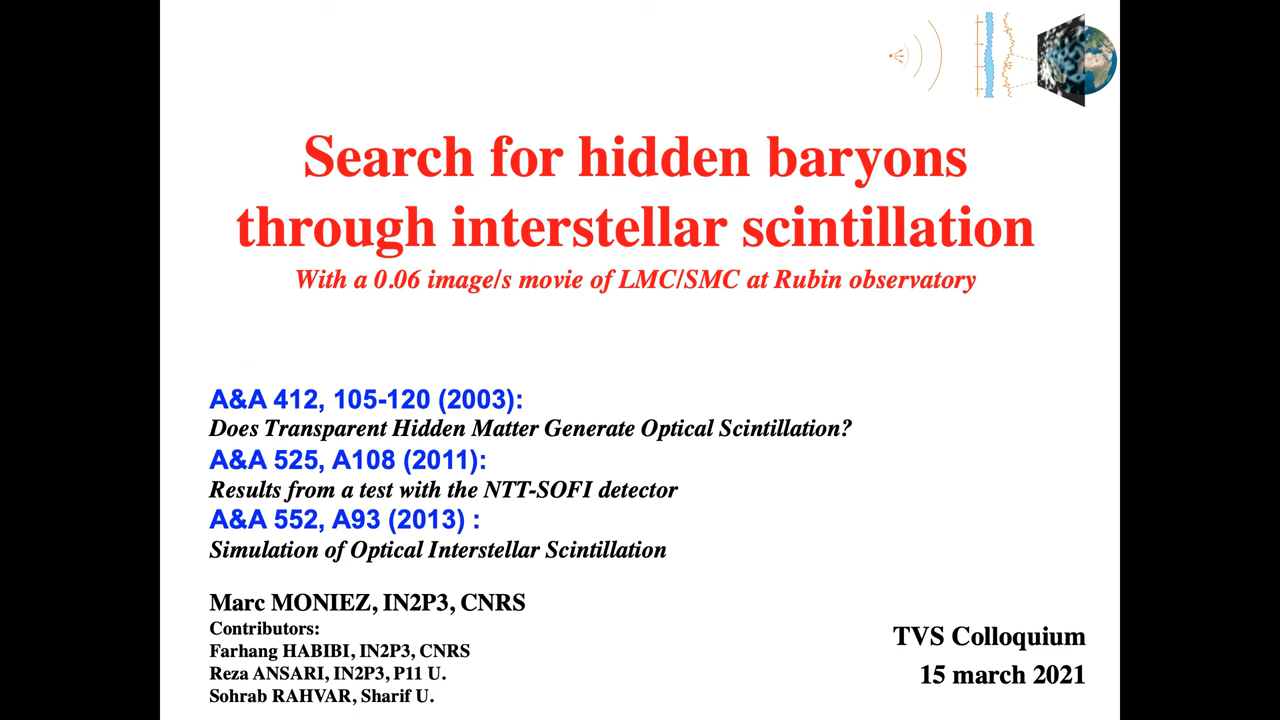 Search for hidden baryons
through interstellar scintillation
With a 0.06 image/s movie of LMC/SMC at Rubin observatory
A&A 412, 105-120 (2003):
Does Transparent Hidden Matter Generate Optical Scintillation?
A&A 525, A108 (2011):
Results from a test with the NTT-SOFI detector
A&A 552, A93 (2013) :
Simulation of Optical Interstellar Scintillation
Marc MONIEZ, IN2P3, CNRS
Contributors:
Farhang HABIBI, IN2P3, CNRS
Reza ANSARI, IN2P3, P11 U.
Sohrab RAHVAR, Sharif U.
TVS Colloquium
15 march 2021